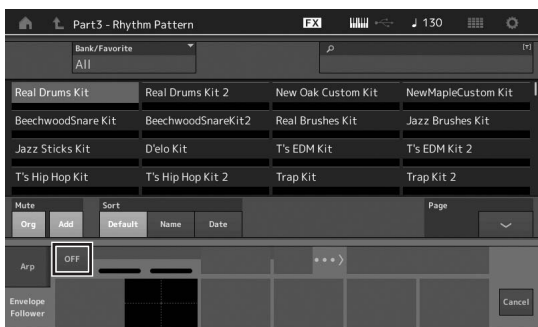 Part3 - Rhythm Pattern FX ♩ 130
Bank/Favorite
All
Real Drums Kit Real Drums Kit 2 New Oak Custom Kit NewMapleCustom Kit
BeechwoodSnare Kit BeechwoodSnareKit2 Real Brushes Kit Jazz Brushes Kit
Jazz Sticks Kit D'elo Kit T's EDM Kit T's EDM Kit 2
T's Hip Hop Kit T's Hip Hop Kit 2 Trap Kit Trap Kit 2
Mute Sort Page
Org Add Default Name Date
OFF
Arp
Envelope
Follower
Cancel